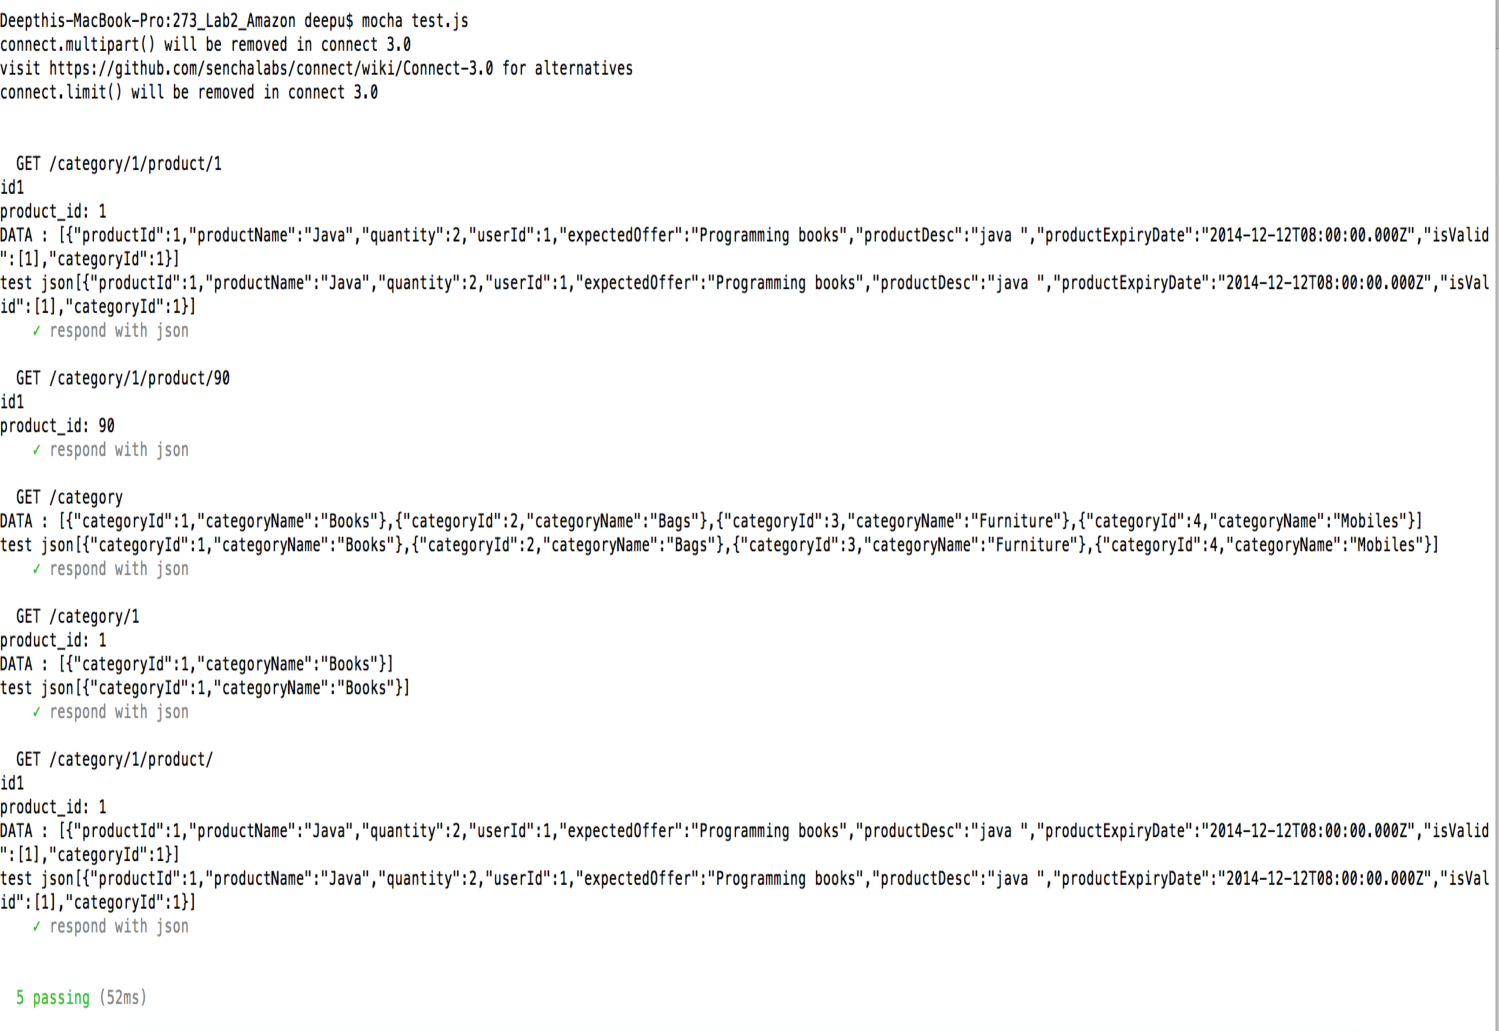 Deepthis-MacBook-Pro:273_Lab2_Amazon deepu$ mocha test.js
connect.multipart() will be removed in connect 3.0
visit https://github.com/senchalabs/connect/wiki/Connect-3.0 for alternatives
connect.limit() will be removed in connect 3.0
GET /category/1/product/1
id1
product_id: 1
DATA : [{"productId":1,"productName":"Java","quantity":2,"userId":1,"expectedOffer":"Programming books","productDesc":"java ","productExpiryDate":"2014-12-12T08:00:00.000Z","isValid
":[1],"categoryId":1}]
test json[{"productId":1,"productName":"Java","quantity":2,"userId":1,"expectedOffer":"Programming books","productDesc":"java ","productExpiryDate":"2014-12-12T08:00:00.000Z","isVal
id":[1],"categoryId":1}]
✓ respond with json
GET /category/1/product/90
id1
product_id: 90
✓ respond with json
GET /category
DATA : [{"categoryId":1,"categoryName":"Books"},{"categoryId":2,"categoryName":"Bags"},{"categoryId":3,"categoryName":"Furniture"},{"categoryId":4,"categoryName":"Mobiles"}]
test json[{"categoryId":1,"categoryName":"Books"},{"categoryId":2,"categoryName":"Bags"},{"categoryId":3,"categoryName":"Furniture"},{"categoryId":4,"categoryName":"Mobiles"}]
✓ respond with json
GET /category/1
product_id: 1
DATA : [{"categoryId":1,"categoryName":"Books"}]
test json[{"categoryId":1,"categoryName":"Books"}]
✓ respond with json
GET /category/1/product/
id1
product_id: 1
DATA : [{"productId":1,"productName":"Java","quantity":2,"userId":1,"expectedOffer":"Programming books","productDesc":"java ","productExpiryDate":"2014-12-12T08:00:00.000Z","isValid
":[1],"categoryId":1}]
test json[{"productId":1,"productName":"Java","quantity":2,"userId":1,"expectedOffer":"Programming books","productDesc":"java ","productExpiryDate":"2014-12-12T08:00:00.000Z","isVal
id":[1],"categoryId":1}]
✓ respond with json
5 passing (52ms)